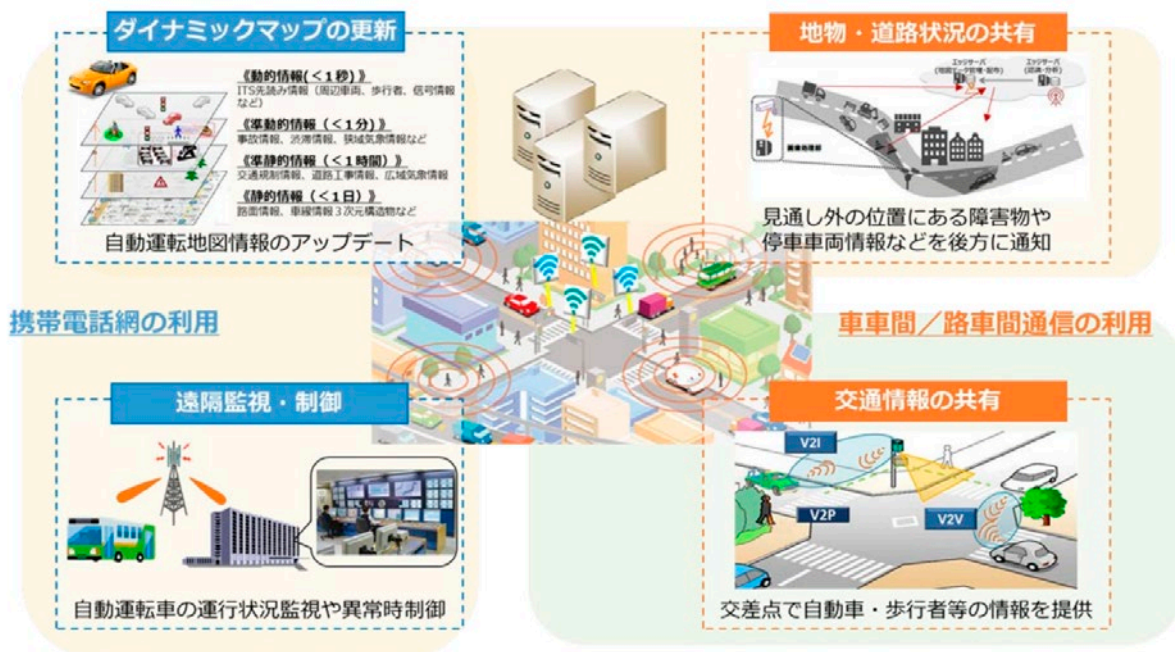 ダイナミックマップの更新
《動的情報(<1秒)》
ITS先読み情報(周辺車両、歩行者、信号情報
など)
《準動的情報(<1分)》
事故情報、渋滞情報、狭域気象情報など
《準静的情報(<1時間)》
交通規制情報、道路工事情報、広域気象情報
《静的情報(<1日)》
路面情報、車線情報3次元構造物など
自動運転地図情報のアップデート
地物・道路状況の共有
エッジサーバ
エッジサーバ
見通し外の位置にある障害物や
停車車両情報などを後方に通知
携帯電話網の利用
車車間/路車間通信の利用
遠隔監視・制御
自動運転車の運行状況監視や異常時制御
交通情報の共有
V2I
V2P
V2V
交差点で自動車・歩行者等の情報を提供